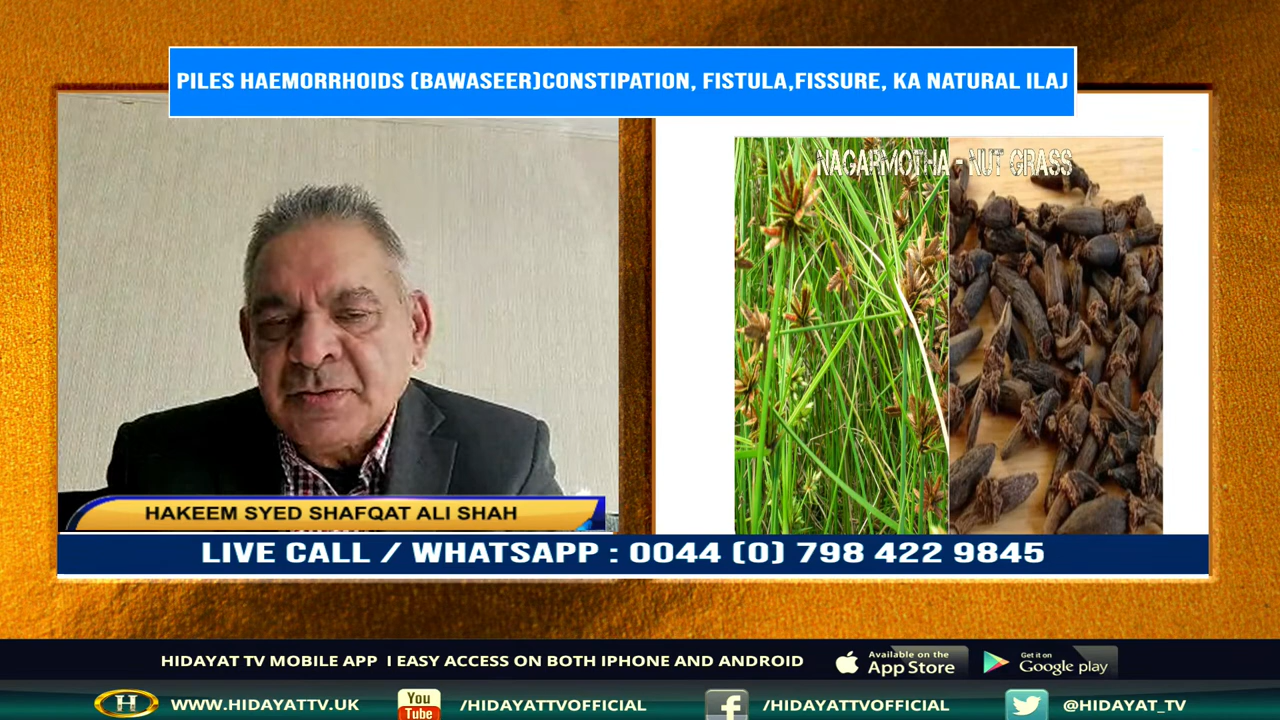 PILES HAEMORRHOIDS (BAWASEER)CONSTIPATION, FISTULA,FISSURE, KA NATURAL ILAJ
NAGARMOTHA - NUT GRASS
HAKEEM SYED SHAFQAT ALI SHAH
LIVE CALL / WHATSAPP : 0044 (0) 798 422 9845
HIDAYAT TV MOBILE APP I EASY ACCESS ON BOTH IPHONE AND ANDROID
Available on the
App Store
Get it on
Google play
H
WWW.HIDAYATTV.UK
You
Tube
/HIDAYATTVOFFICIAL
f
/HIDAYATTVOFFICIAL
@HIDAYAT_TV